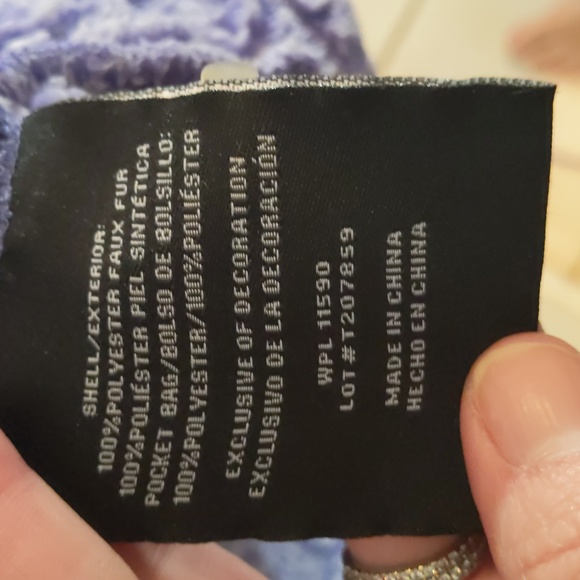 SHELL/EXTERIOR:
100%POLYESTER FAUX FUR
100%POLIÉSTER PIEL SINTÉTICA
POCKET BAG/BOLSO DE BOLSILLO:
100%POLYESTER/100%POLIÉSTER
EXCLUSIVE OF DECORATION
EXCLUSIVO DE LA DECORACIÓN
WPL 11590
LOT#T207859
MADE IN CHINA
HECHO EN CHINA